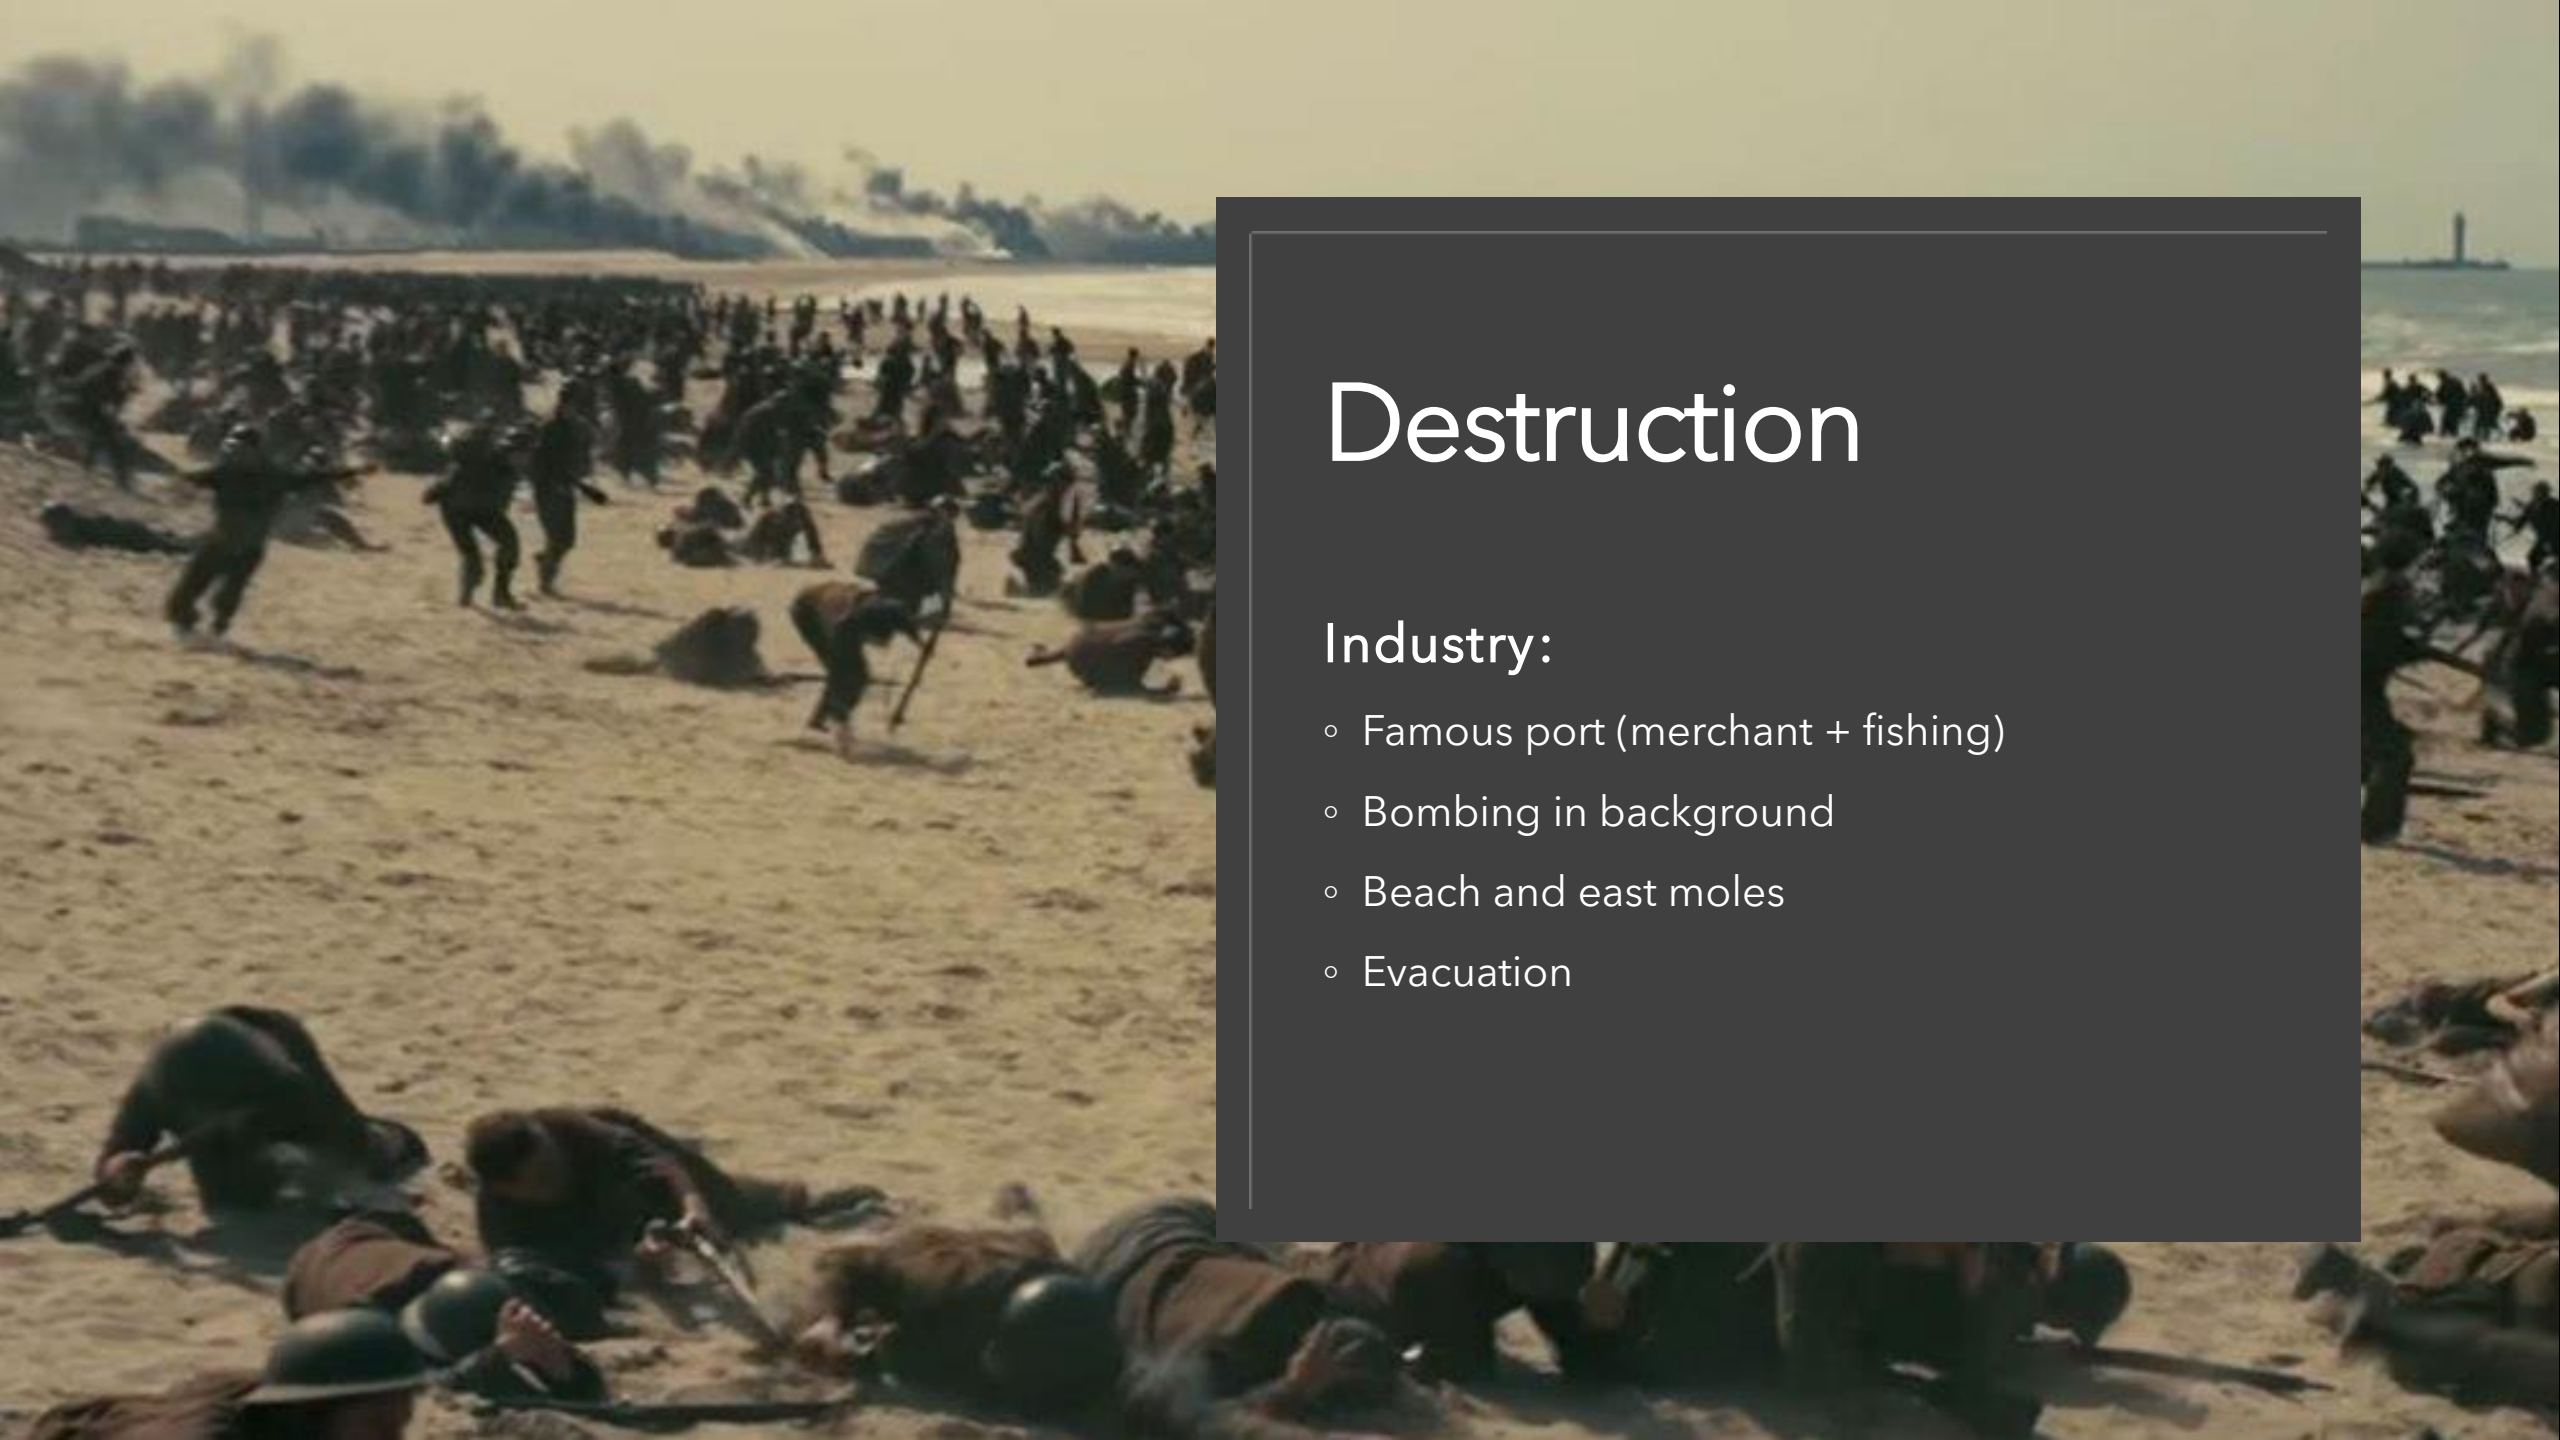 Destruction
Industry:
◦ Famous port (merchant + fishing)
◦ Bombing in background
◦ Beach and east moles
◦ Evacuation